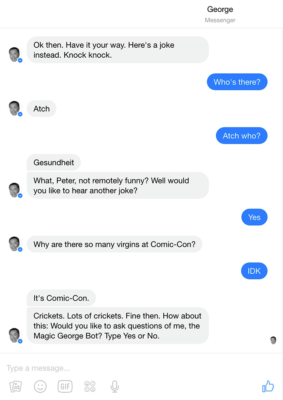 George
Messenger
Ok then. Have it your way. Here's a joke
instead. Knock knock.
Who's there?
Atch
Atch who?
Gesundheit
What, Peter, not remotely funny? Well would
you like to hear another joke?
Yes
Why are there so many virgins at Comic-Con?
IDK
It's Comic-Con.
Crickets. Lots of crickets. Fine then. How about
this: Would you like to ask questions of me, the
Magic George Bot? Type Yes or No.
Type a message...
GIF